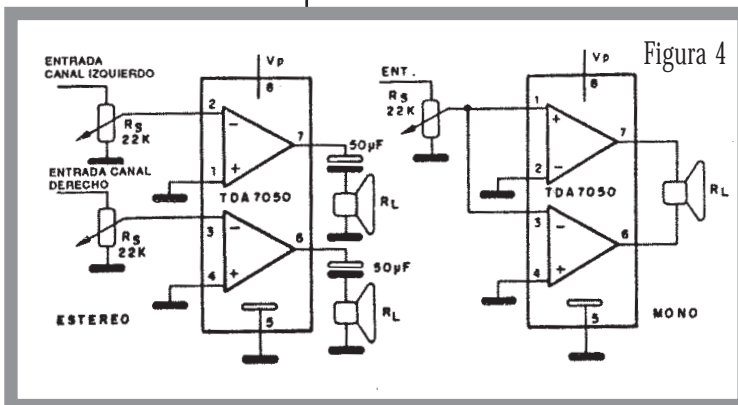 Figura 4
ENTRADA
CANAL IZQUIERDO
RS
22K
ENTRADA CANAL
DERECHO
RS
22K
ESTEREO
Vp
8
2
-
1
+
7
TDA7050
3
-
4
+
6
5
50µF
RL
50µF
RL
ENT.
RS
22K
Vp
8
1
+
2
-
7
TDA7050
3
-
4
+
6
5
RL
MONO